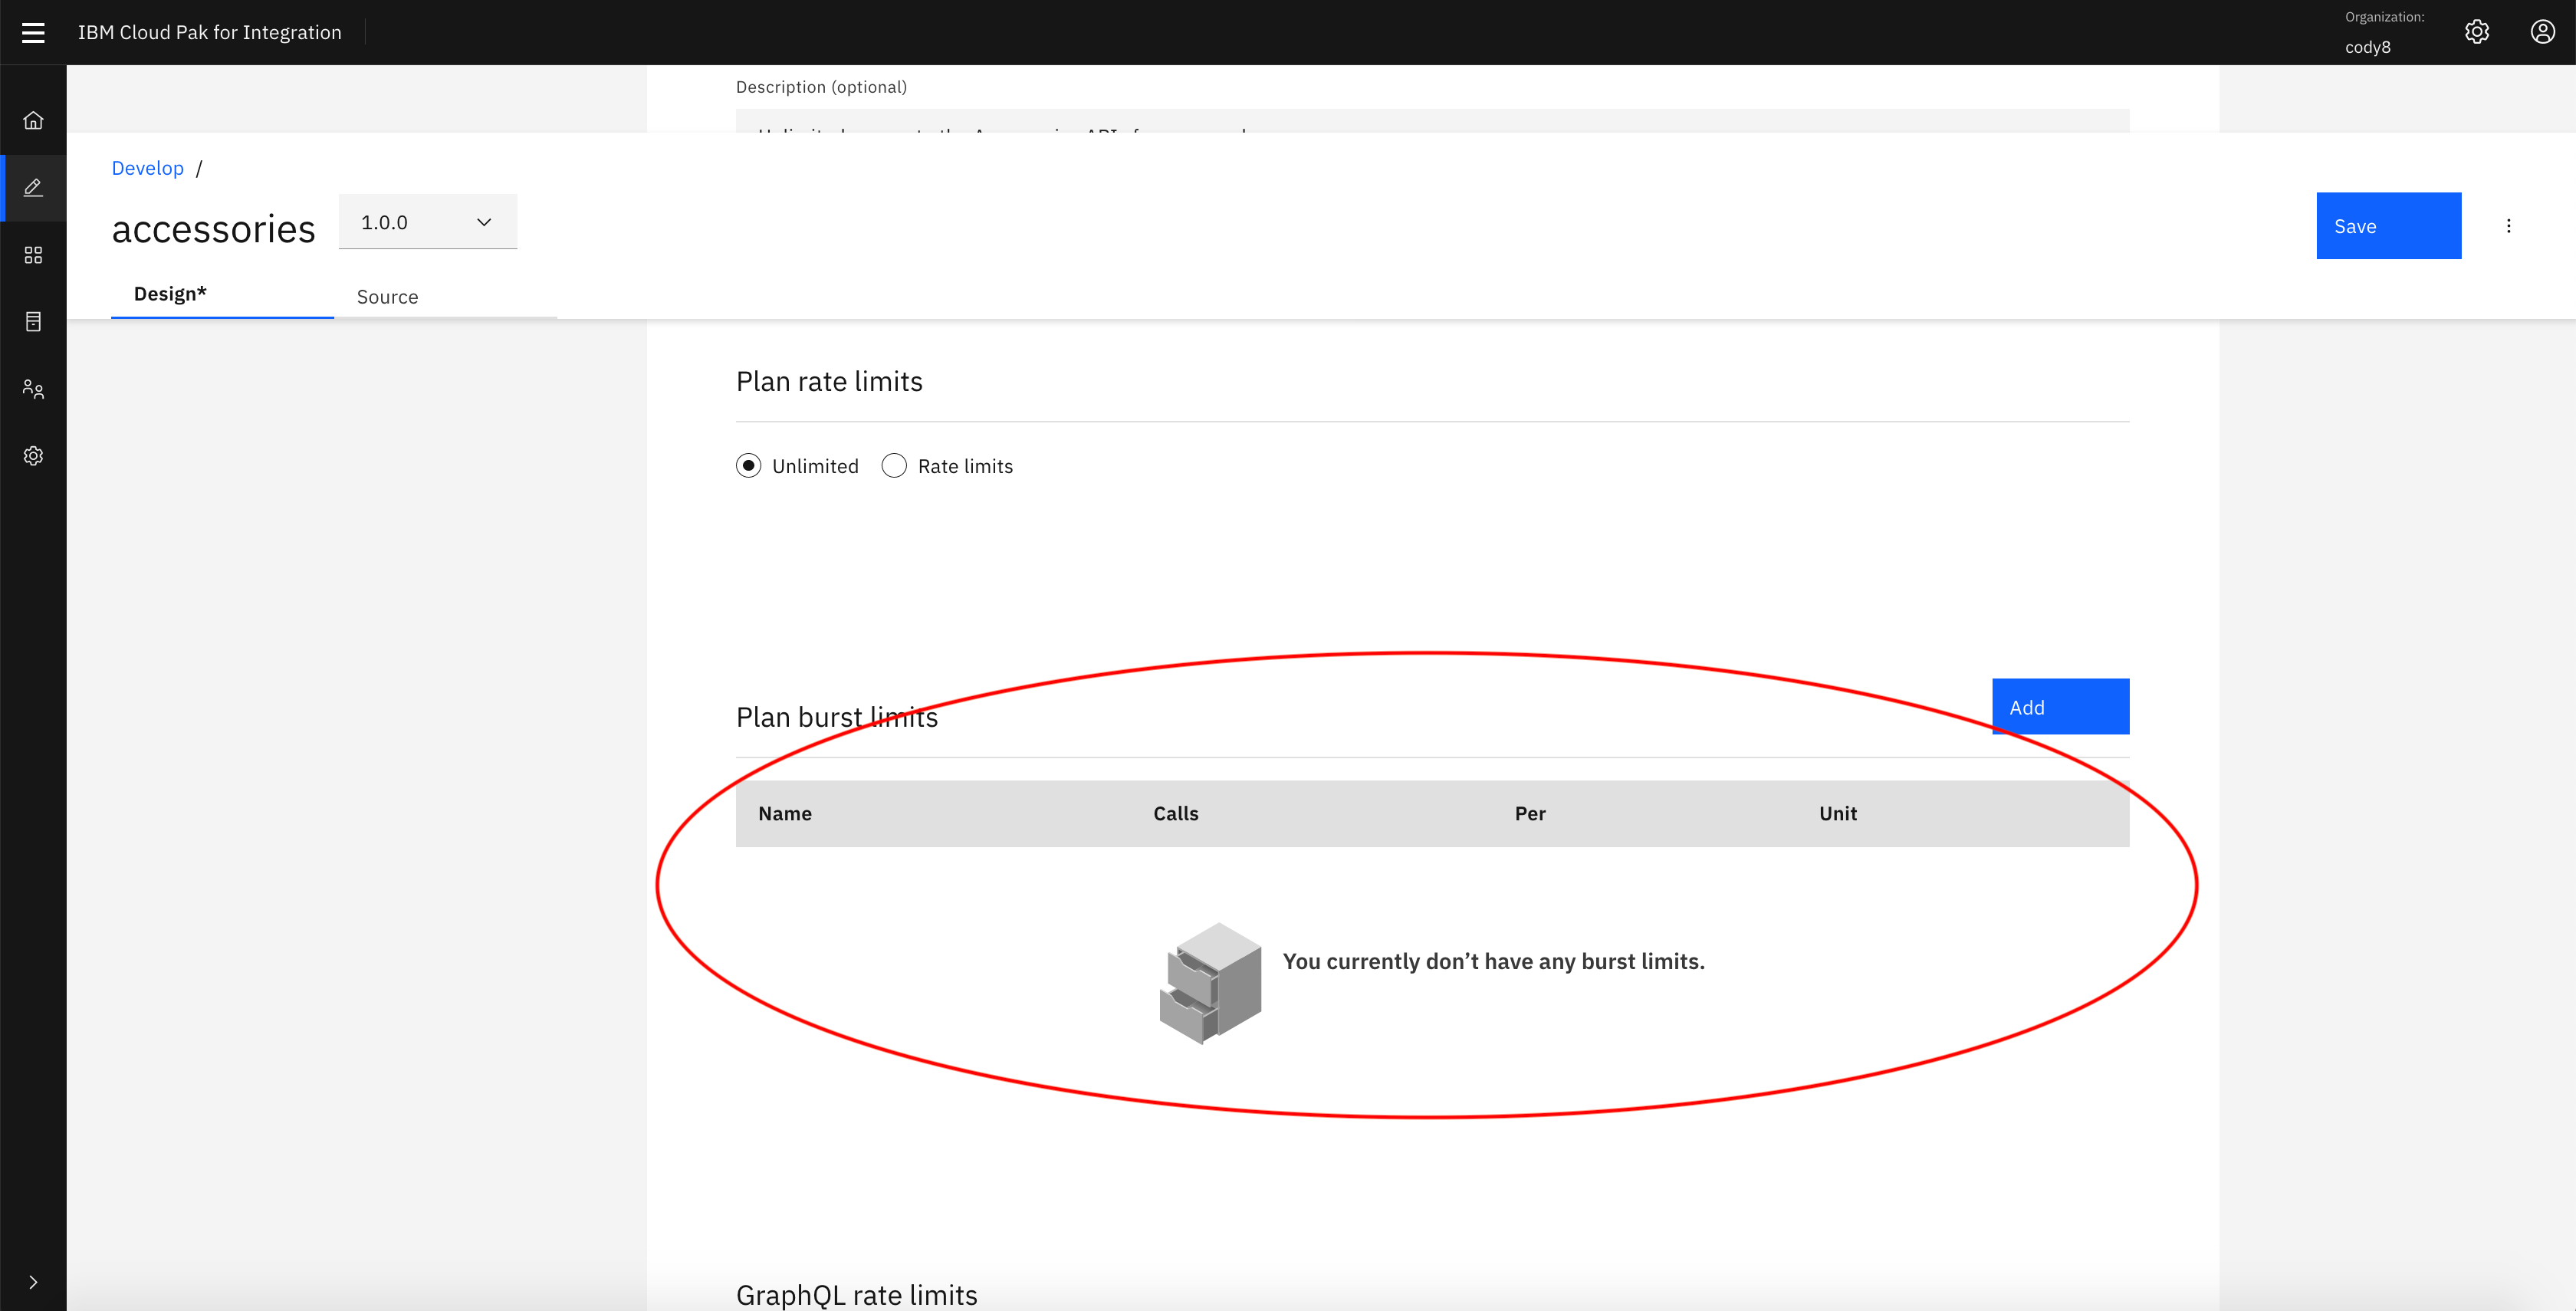 IBM Cloud Pak for Integration
Organization:
cody8
Description (optional)
Develop /
accessories
1.0.0
Save
Design*
Source
Plan rate limits
Unlimited
Rate limits
Plan burst limits
Add
Name Calls Per Unit
You currently don’t have any burst limits.
GraphQL rate limits